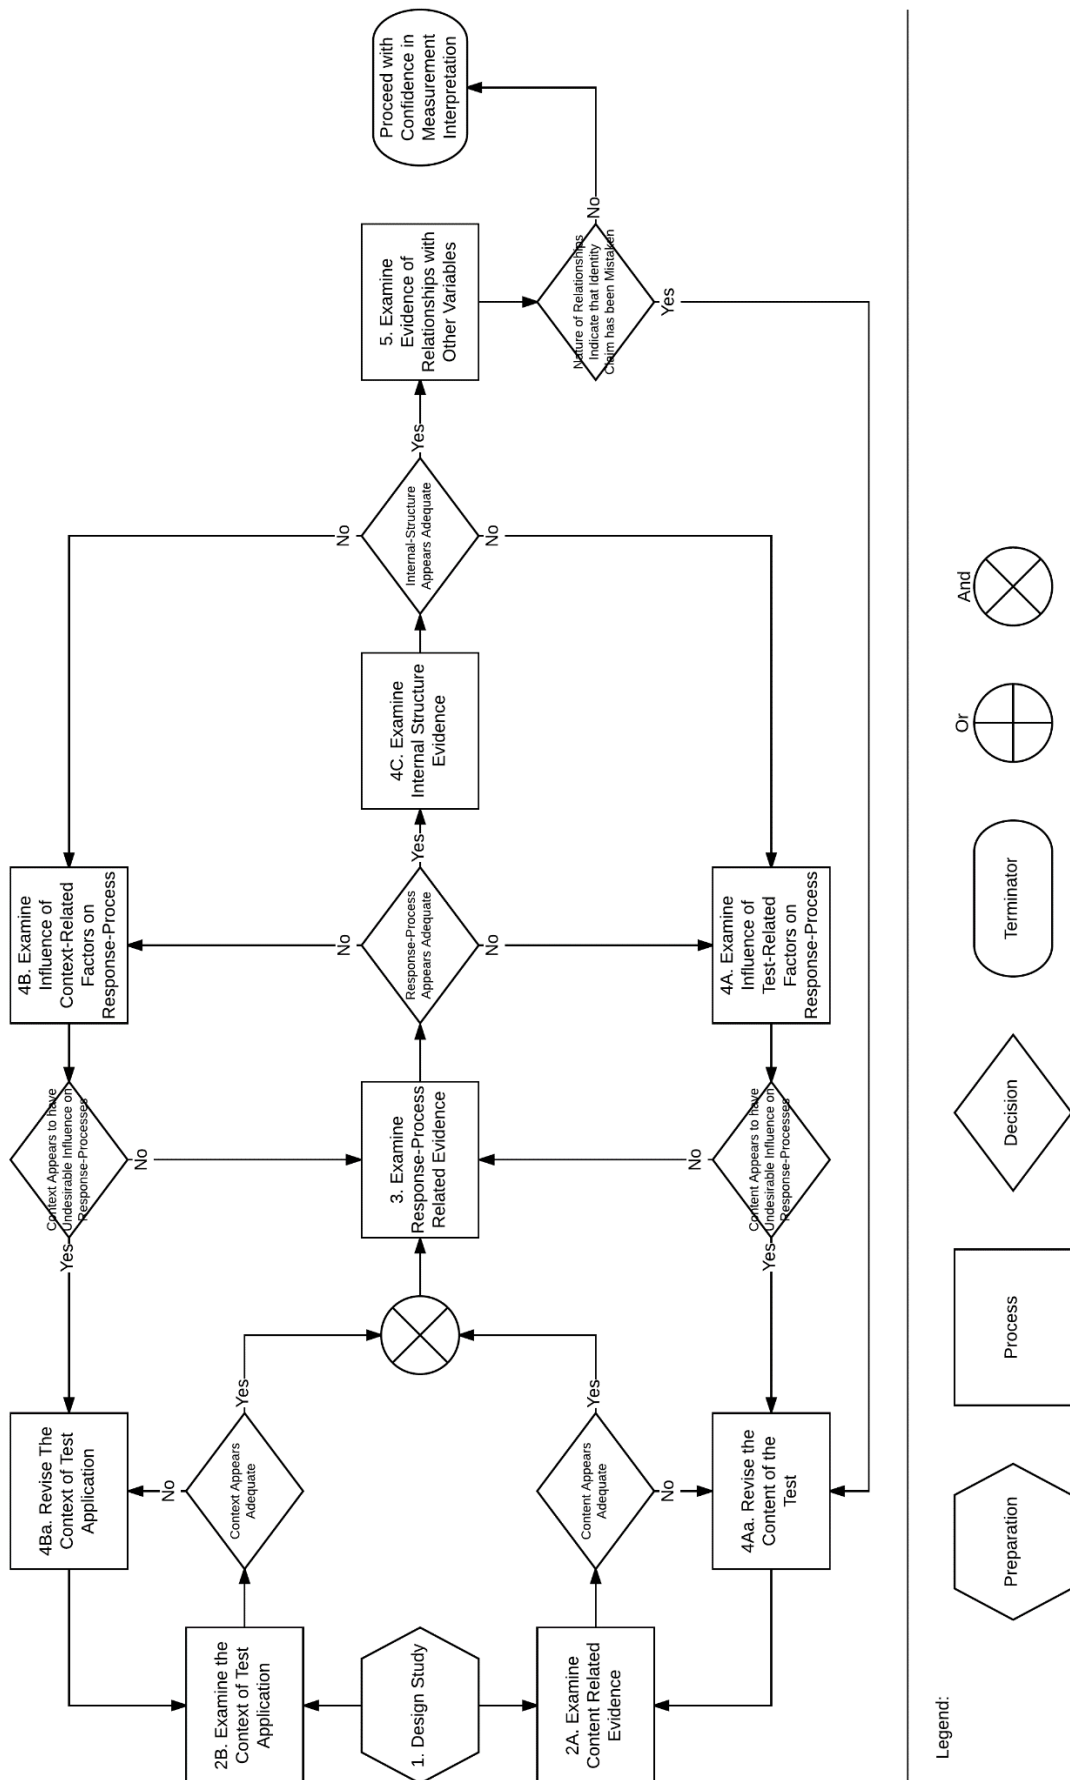 1. Design Study
2B. Examine the
Context of Test
Application
2A. Examine
Content Related
Evidence
Context Appears
Adequate
No
Yes
Content Appears
Adequate
Yes
No
4Ba. Revise The
Context of Test
Application
4Aa. Revise the
Content of the
Test
3. Examine
Response-Process
Related Evidence
Context Appears to have
Undesirable Influence on
Response-Processes
Yes
No
Content Appears to have
Undesirable Influence on
Response-Processes
Yes
No
4B. Examine
Influence of
Context-Related
Factors on
Response-Process
Response-Process
Appears Adequate
No
Yes
No
4A. Examine
Influence of
Test-Related
Factors on
Response-Process
4C. Examine
Internal Structure
Evidence
Internal-Structure
Appears Adequate
No
Yes
No
5. Examine
Evidence of
Relationships with
Other Variables
Nature of Relationships
Indicate that Identity
Claim has been Mistaken
No
Yes
Proceed with
Confidence in
Measurement
Interpretation
Legend:
Preparation
Process
Decision
Terminator
Or
And